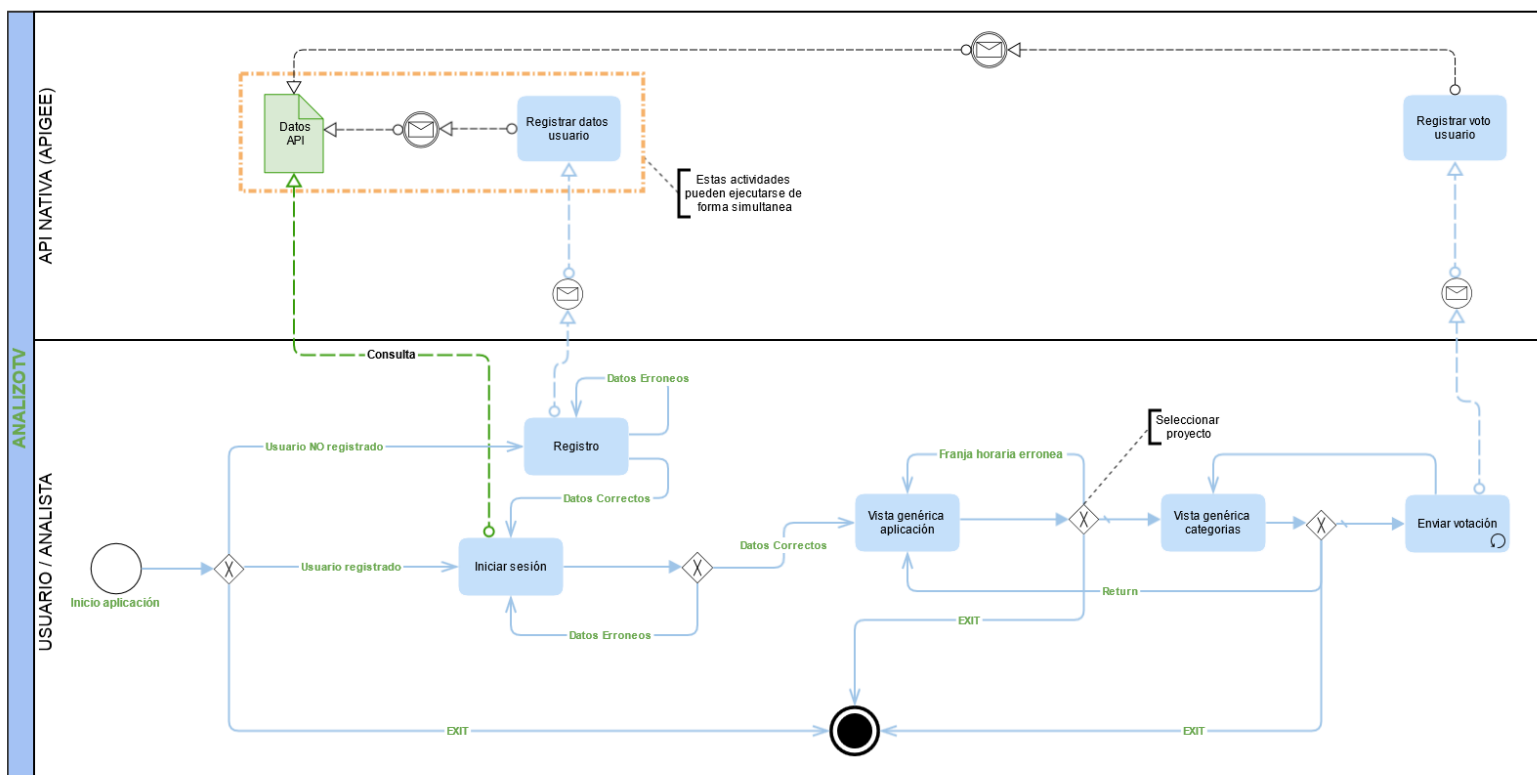 ANALIZOTV
API NATIVA (APIGEE)
Datos
API
Registrar datos
usuario
Registrar voto
usuario
Estas actividades
pueden ejecutarse de
forma simultanea
USUARIO / ANALISTA
Consulta
Datos Erroneos
Usuario NO registrado
Registro
Seleccionar
proyecto
Franja horaria erronea
Datos Correctos
Vista genérica
aplicación
Vista genérica
categorias
Enviar votación
Datos Correctos
Usuario registrado
Iniciar sesión
Inicio aplicación
Return
EXIT
Datos Erroneos
EXIT
EXIT